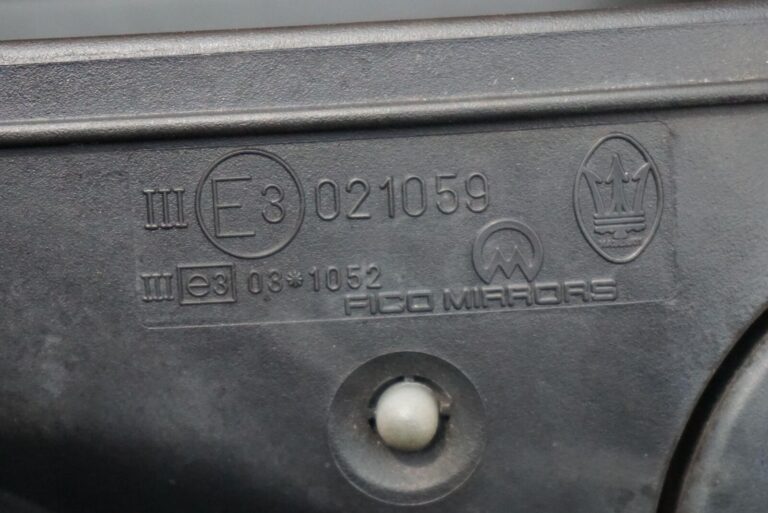 III E3 021059
III e3 03*1052
FICO MIRRORS